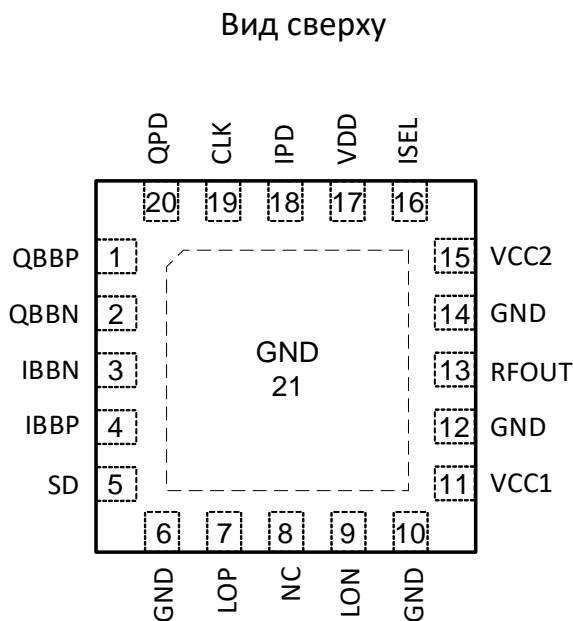 Вид сверху
QPD CLK IPD VDD ISEL
20 19 18 17 16
QBBP 1 15 VCC2
QBBN 2 14 GND
IBBN 3 13 RFOUT
IBBP 4 12 GND
SD 5 11 VCC1
GND
21
6 7 8 9 10
GND LOP NC LON GND